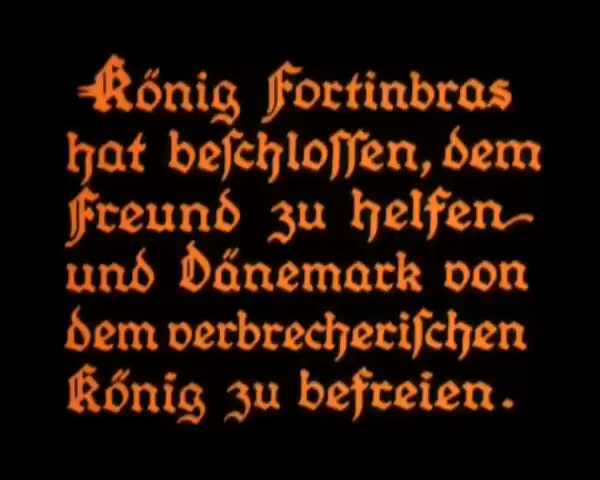 König Fortinbras
hat beſchloſſen, dem
Freund zu helfen
und Dänemark von
dem verbrecheriſchen
König zu befreien.